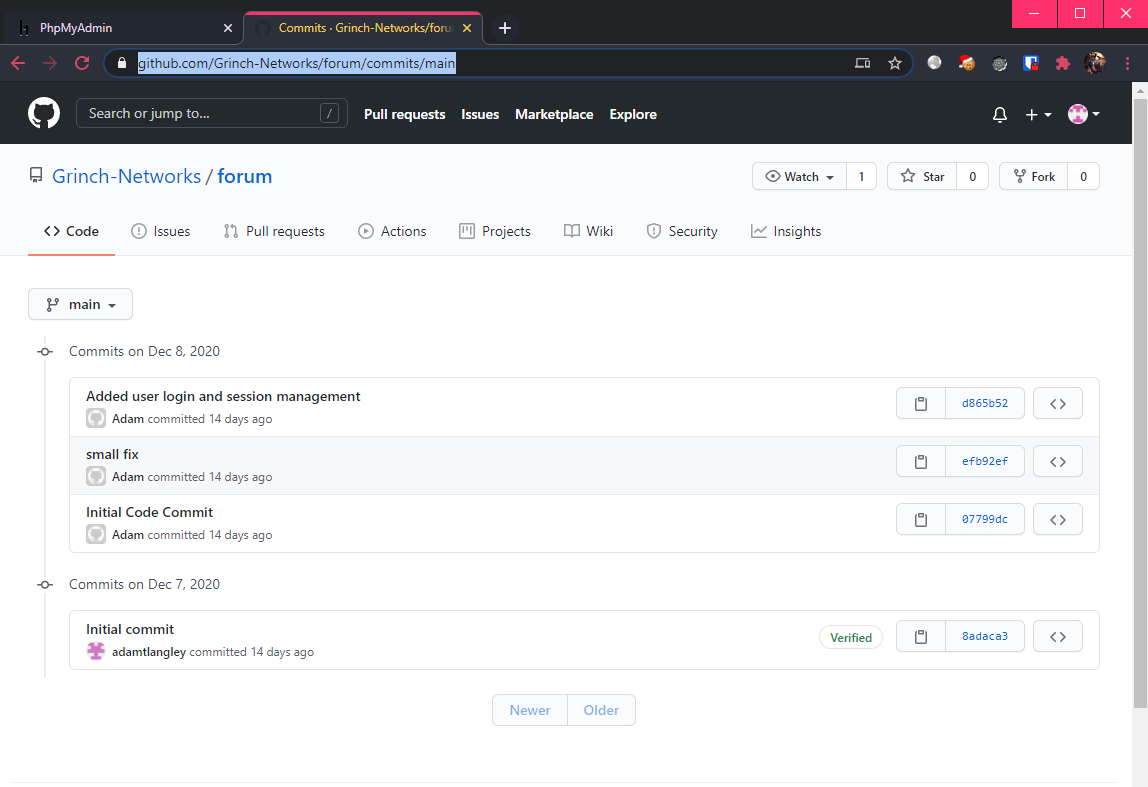 PhpMyAdmin
Commits · Grinch-Networks/foru
github.com/Grinch-Networks/forum/commits/main
Search or jump to... /
Pull requests Issues Marketplace Explore
Grinch-Networks / forum
Watch 1 Star 0 Fork 0
Code Issues Pull requests Actions Projects Wiki Security Insights
main
Commits on Dec 8, 2020
Added user login and session management
Adam committed 14 days ago
d865b52
small fix
Adam committed 14 days ago
efb92ef
Initial Code Commit
Adam committed 14 days ago
07799dc
Commits on Dec 7, 2020
Initial commit
adamtlangley committed 14 days ago
Verified 8adaca3
Newer Older